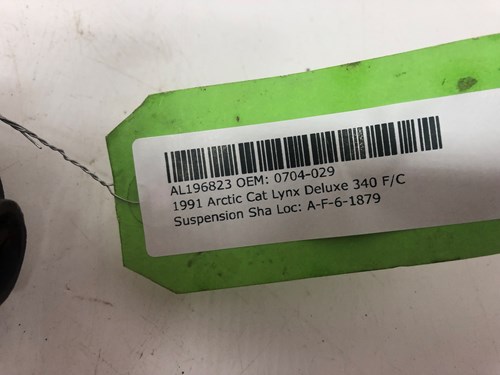 AL196823 OEM: 0704-029
1991 Arctic Cat Lynx Deluxe 340 F/C
Suspension Sha Loc: A-F-6-1879